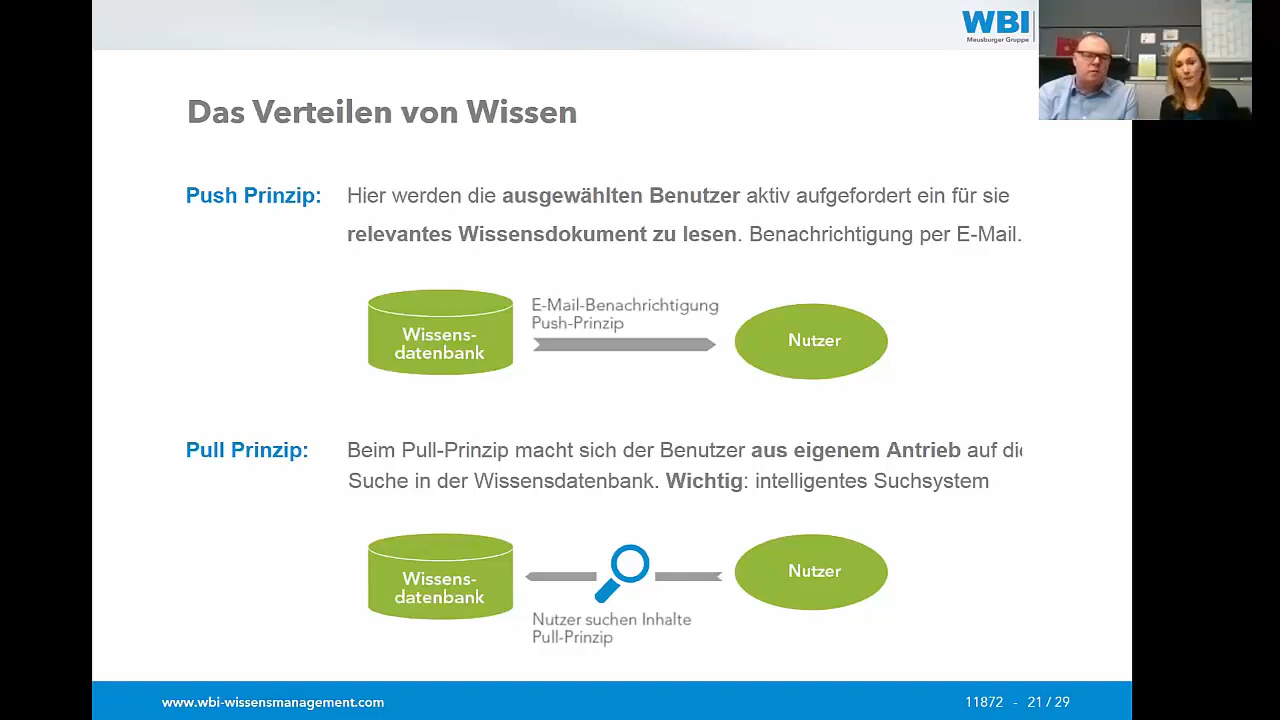 WBI
Meusburger Gruppe
Das Verteilen von Wissen
Push Prinzip: Hier werden die ausgewählten Benutzer aktiv aufgefordert ein für sie
relevantes Wissensdokument zu lesen. Benachrichtigung per E-Mail.
E-Mail-Benachrichtigung
Push-Prinzip
Wissens-
datenbank
Nutzer
Pull Prinzip: Beim Pull-Prinzip macht sich der Benutzer aus eigenem Antrieb auf die
Suche in der Wissensdatenbank. Wichtig: intelligentes Suchsystem
Wissens-
datenbank
Nutzer
Nutzer suchen Inhalte
Pull-Prinzip
www.wbi-wissensmanagement.com
11872 - 21 / 29